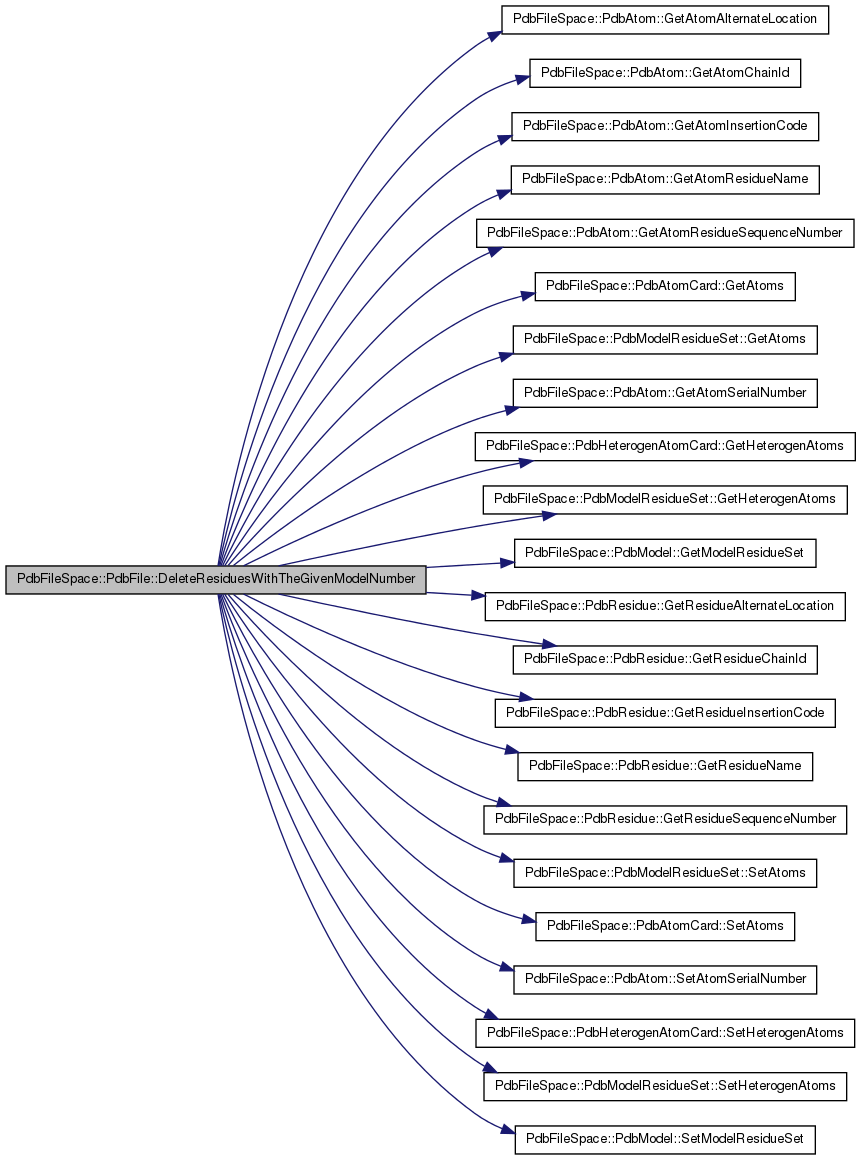 PdbFileSpace::PdbAtom::GetAtomAlternateLocation
PdbFileSpace::PdbAtom::GetAtomChainId
PdbFileSpace::PdbAtom::GetAtomInsertionCode
PdbFileSpace::PdbAtom::GetAtomResidueName
PdbFileSpace::PdbAtom::GetAtomResidueSequenceNumber
PdbFileSpace::PdbAtomCard::GetAtoms
PdbFileSpace::PdbModelResidueSet::GetAtoms
PdbFileSpace::PdbAtom::GetAtomSerialNumber
PdbFileSpace::PdbHeterogenAtomCard::GetHeterogenAtoms
PdbFileSpace::PdbModelResidueSet::GetHeterogenAtoms
PdbFileSpace::PdbModel::GetModelResidueSet
PdbFileSpace::PdbFile::DeleteResiduesWithTheGivenModelNumber
PdbFileSpace::PdbResidue::GetResidueAlternateLocation
PdbFileSpace::PdbResidue::GetResidueChainId
PdbFileSpace::PdbResidue::GetResidueInsertionCode
PdbFileSpace::PdbResidue::GetResidueName
PdbFileSpace::PdbResidue::GetResidueSequenceNumber
PdbFileSpace::PdbModelResidueSet::SetAtoms
PdbFileSpace::PdbAtomCard::SetAtoms
PdbFileSpace::PdbAtom::SetAtomSerialNumber
PdbFileSpace::PdbHeterogenAtomCard::SetHeterogenAtoms
PdbFileSpace::PdbModelResidueSet::SetHeterogenAtoms
PdbFileSpace::PdbModel::SetModelResidueSet